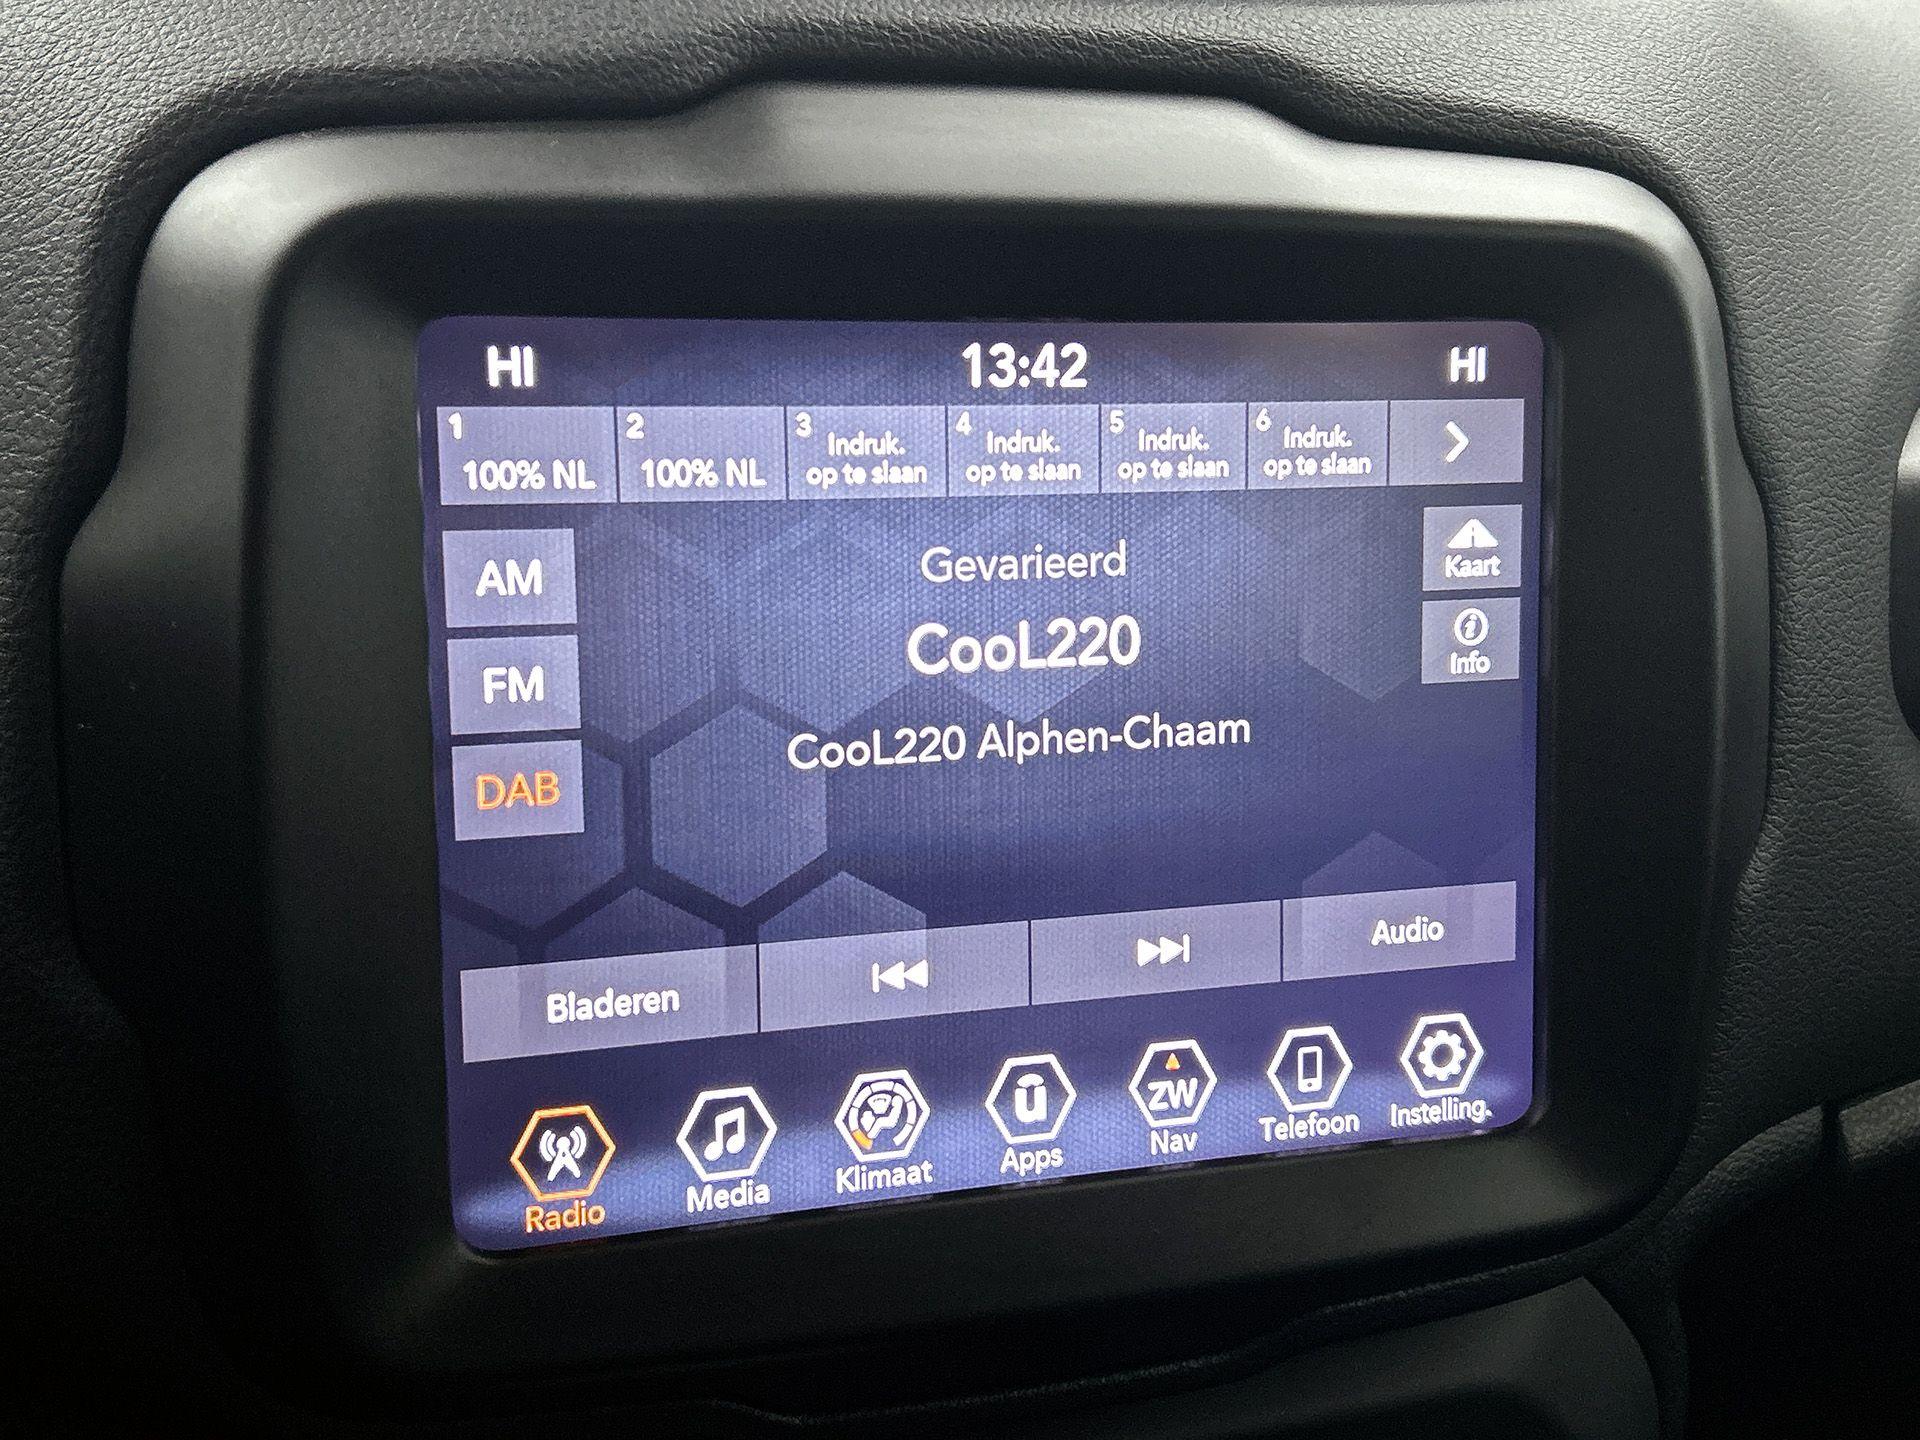 HI 13:42 HI
1 2 3 4 5 6
100% NL 100% NL Indruk. op te slaan Indruk. op te slaan Indruk. op te slaan Indruk. op te slaan
AM
FM
DAB
Gevarieerd
CooL220
CooL220 Alphen-Chaam
Kaart
Info
Bladeren Audio
Radio Media Klimaat ū Apps ZW Nav Telefoon Instelling.